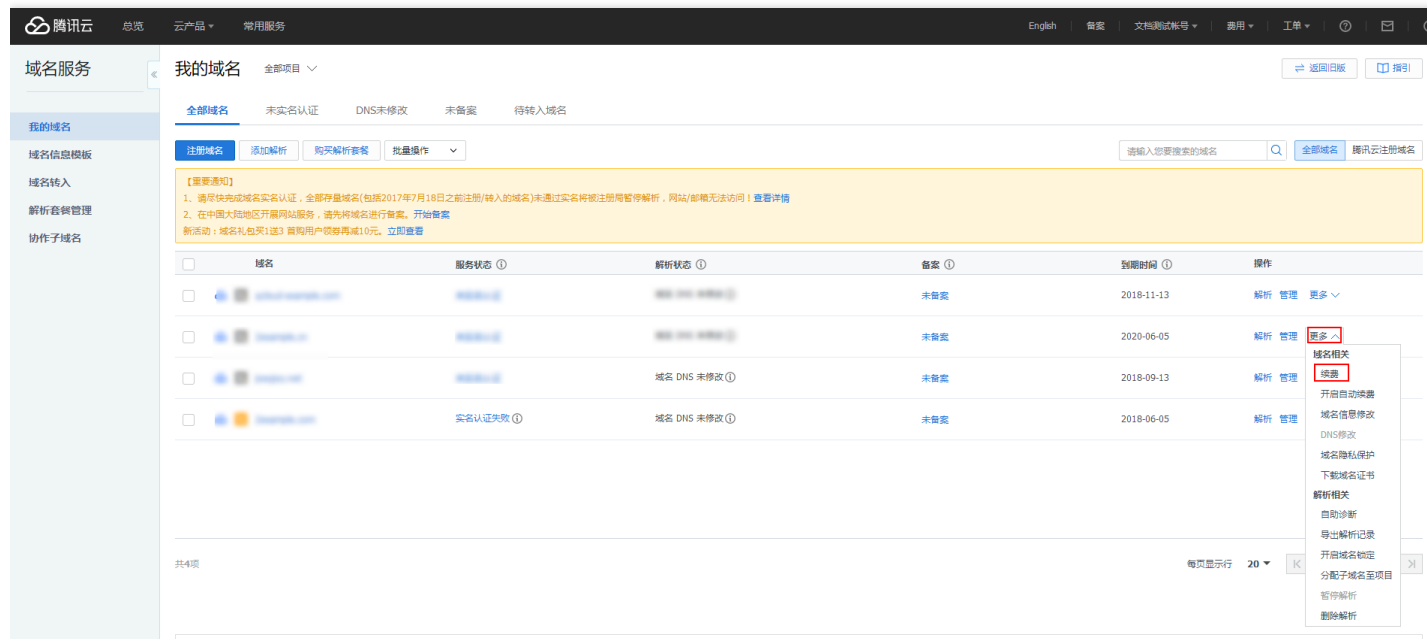 腾讯云 总览 云产品 常用服务 English 备案 文档测试帐号 费用 工单
域名服务 我的域名 全部项目 返回旧版 指引
全部域名 未实名认证 DNS未修改 未备案 待转入域名
我的域名
域名信息模板
域名转入
解析套餐管理
协作子域名
注册域名 添加解析 购买解析套餐 批量操作 请输入您要搜索的域名 全部域名 腾讯云注册域名
【重要通知】
1、请尽快完成域名实名认证，全部存量域名(包括2017年7月18日之前注册/转入的域名)未通过实名将被注册局暂停解析，网站/邮箱无法访问！查看详情
2、在中国大陆地区开展网站服务，请先将域名进行备案。开始备案
新活动：域名礼包买1送3 首购用户领券再减10元。立即查看
域名 服务状态 解析状态 备案 到期时间 操作
未备案 2018-11-13 解析 管理 更多
未备案 2020-06-05 解析 管理 更多
域名 DNS 未修改 未备案 2018-09-13 解析 管理
实名认证失败 域名 DNS 未修改 未备案 2018-06-05 解析 管理
域名相关
续费
开启自动续费
域名信息修改
DNS修改
域名隐私保护
下载域名证书
解析相关
自助诊断
导出解析记录
开启域名锁定
分配子域名至项目
暂停解析
删除解析
共4项 每页显示行 20